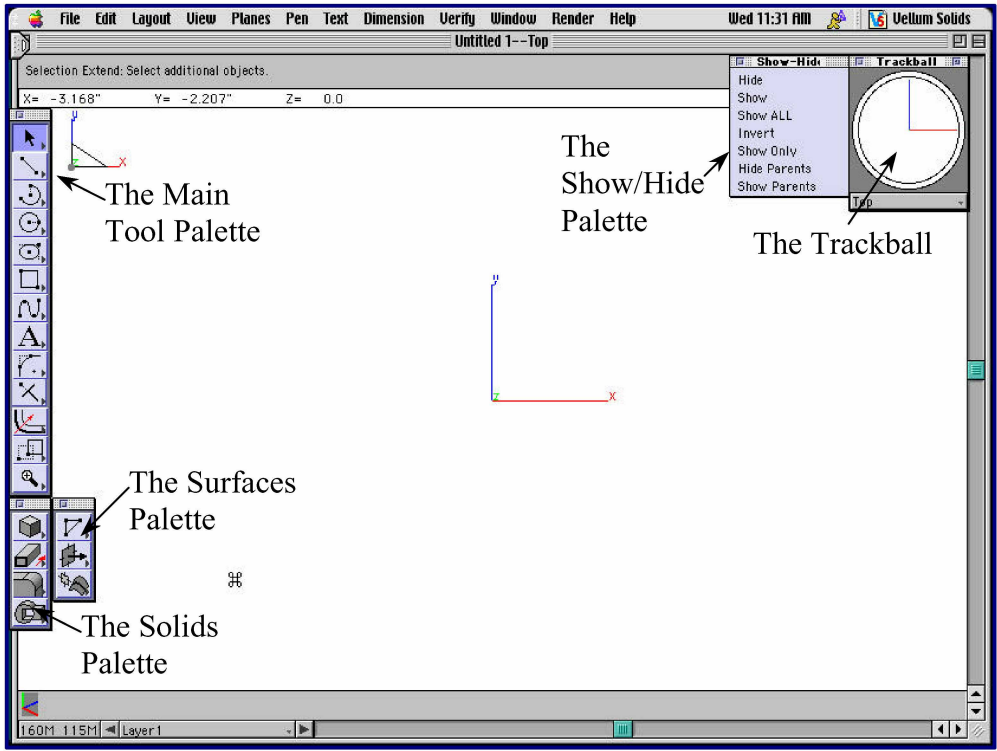 File Edit Layout View Planes Pen Text Dimension Verify Window Render Help Wed 11:31 AM Vellum Solids
Untitled 1--Top
Selection Extend: Select additional objects.
X= -3.168" Y= -2.207" Z= 0.0
Show-Hide
Hide
Show
Show ALL
Invert
Show Only
Hide Parents
Show Parents
Trackball
Top
y
z
x
The Main
Tool Palette
The
Show/Hide
Palette
The Trackball
A
y
z
x
The Surfaces
Palette
⌘
The Solids
Palette
160M 115M Layer1